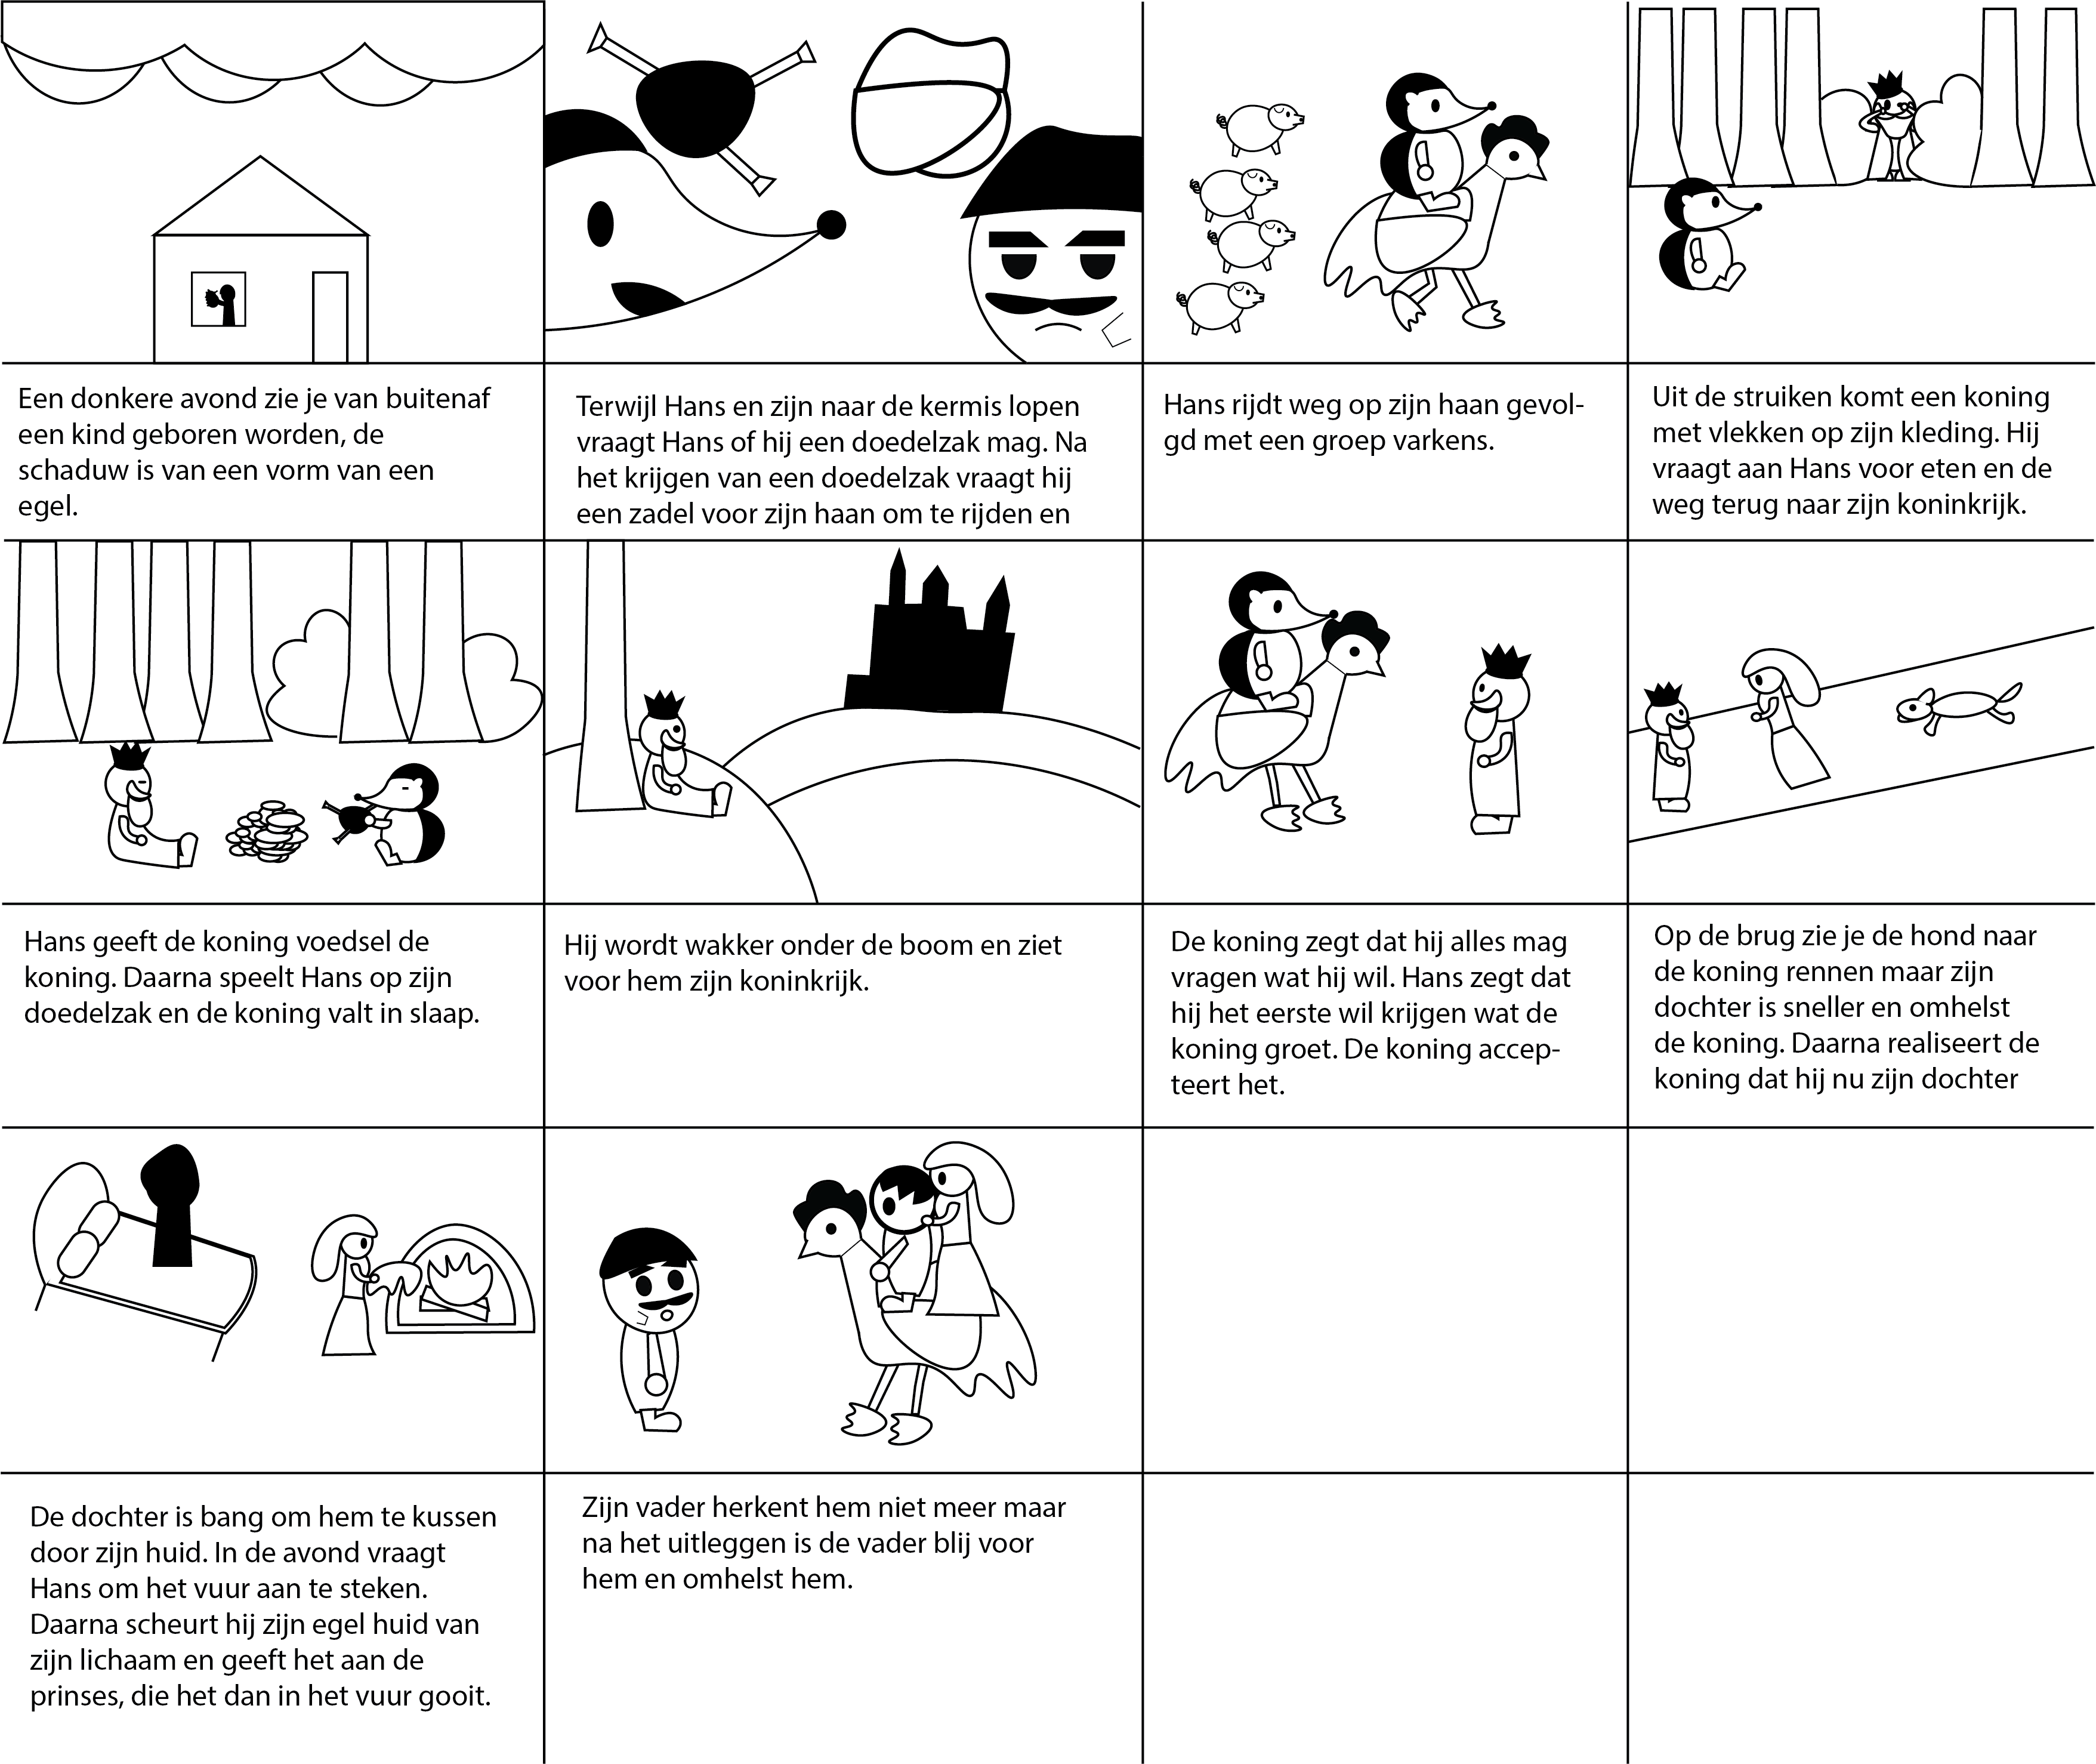 Een donkere avond zie je van buitenaf
een kind geboren worden, de
schaduw is van een vorm van een
egel.
Terwijl Hans en zijn naar de kermis lopen
vraagt Hans of hij een doedelzak mag. Na
het krijgen van een doedelzak vraagt hij
een zadel voor zijn haan om te rijden en
Hans rijdt weg op zijn haan gevol-
gd met een groep varkens.
Uit de struiken komt een koning
met vlekken op zijn kleding. Hij
vraagt aan Hans voor eten en de
weg terug naar zijn koninkrijk.
Hans geeft de koning voedsel de
koning. Daarna speelt Hans op zijn
doedelzak en de koning valt in slaap.
Hij wordt wakker onder de boom en ziet
voor hem zijn koninkrijk.
De koning zegt dat hij alles mag
vragen wat hij wil. Hans zegt dat
hij het eerste wil krijgen wat de
koning groet. De koning accep-
teert het.
Op de brug zie je de hond naar
de koning rennen maar zijn
dochter is sneller en omhelst
de koning. Daarna realiseert de
koning dat hij nu zijn dochter
De dochter is bang om hem te kussen
door zijn huid. In de avond vraagt
Hans om het vuur aan te steken.
Daarna scheurt hij zijn egel huid van
zijn lichaam en geeft het aan de
prinses, die het dan in het vuur gooit.
Zijn vader herkent hem niet meer maar
na het uitleggen is de vader blij voor
hem en omhelst hem.